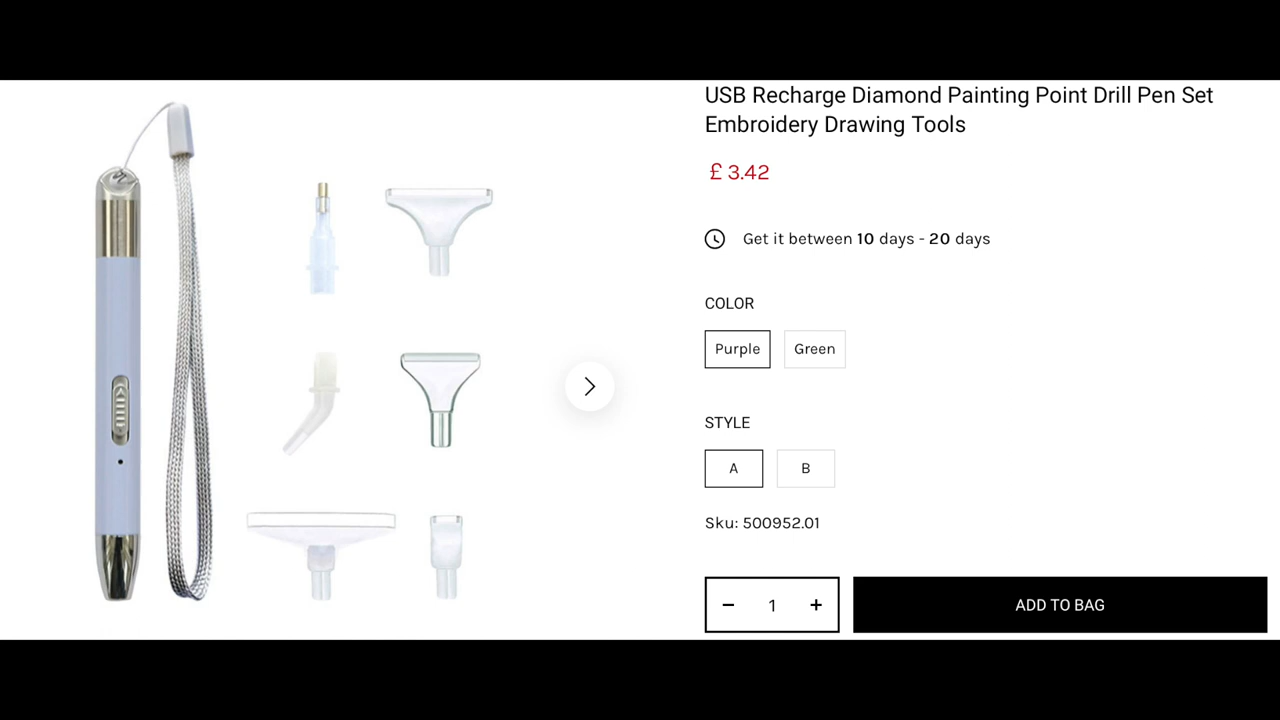 USB Recharge Diamond Painting Point Drill Pen Set
Embroidery Drawing Tools
£ 3.42
Get it between 10 days - 20 days
COLOR
Purple Green
STYLE
A B
Sku: 500952.01
− 1 +
ADD TO BAG